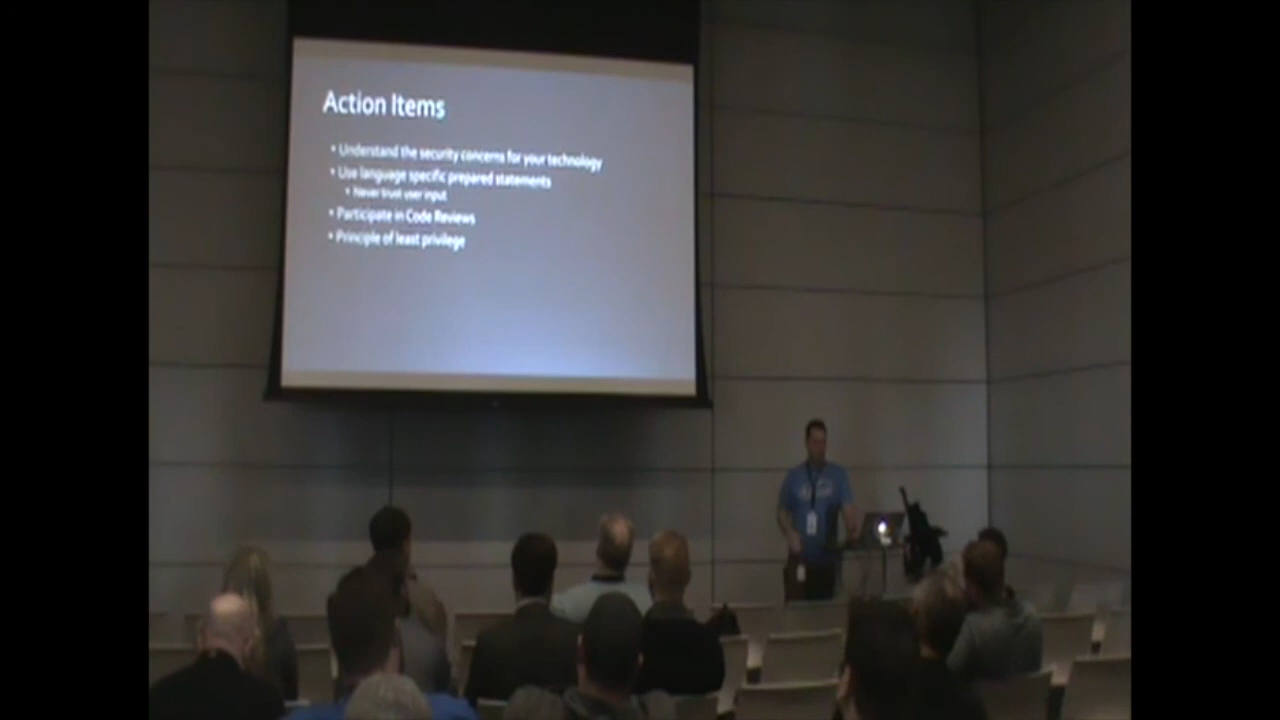 Action Items
• Understand the security concerns for your technology
• Use language specific prepared statements
• Never trust user input
• Participate in Code Reviews
• Principle of least privilege